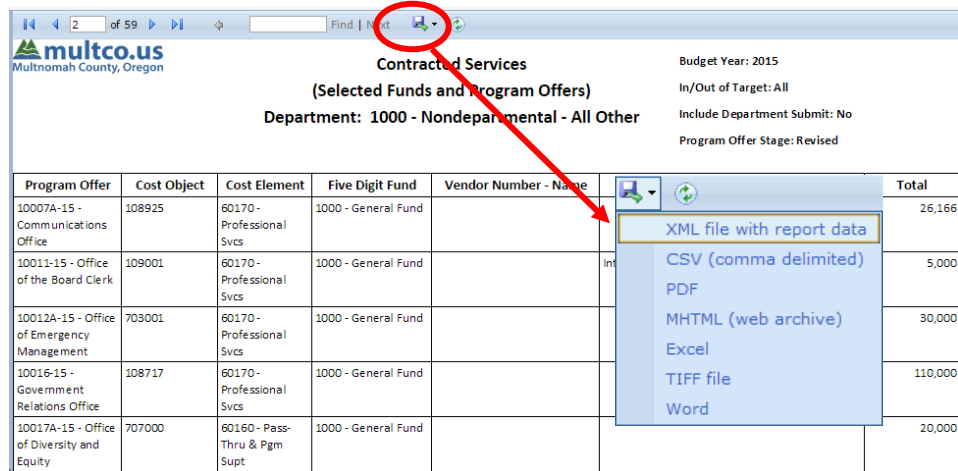 2 of 59 Find | Next
multco.us
Multnomah County, Oregon
Contracted Services
(Selected Funds and Program Offers)
Department: 1000 - Nondepartmental - All Other
Budget Year: 2015
In/Out of Target: All
Include Department Submit: No
Program Offer Stage: Revised
Program Offer Cost Object Cost Element Five Digit Fund Vendor Number - Name Total
10007A-15 - 108925 60170 - 1000 - General Fund 26,166
Communications Professional
Office Svcs
10011-15 - Office 109001 60170 - 1000 - General Fund Int 5,000
of the Board Clerk Professional
Svcs
10012A-15 - Office 703001 60170 - 1000 - General Fund 30,000
of Emergency Professional
Management Svcs
10016-15 - 108717 60170 - 1000 - General Fund 110,000
Government Professional
Relations Office Svcs
10017A-15 - Office 707000 60160 - Pass- 1000 - General Fund 20,000
of Diversity and Thru & Pgm
Equity Supt
XML file with report data
CSV (comma delimited)
PDF
MHTML (web archive)
Excel
TIFF file
Word